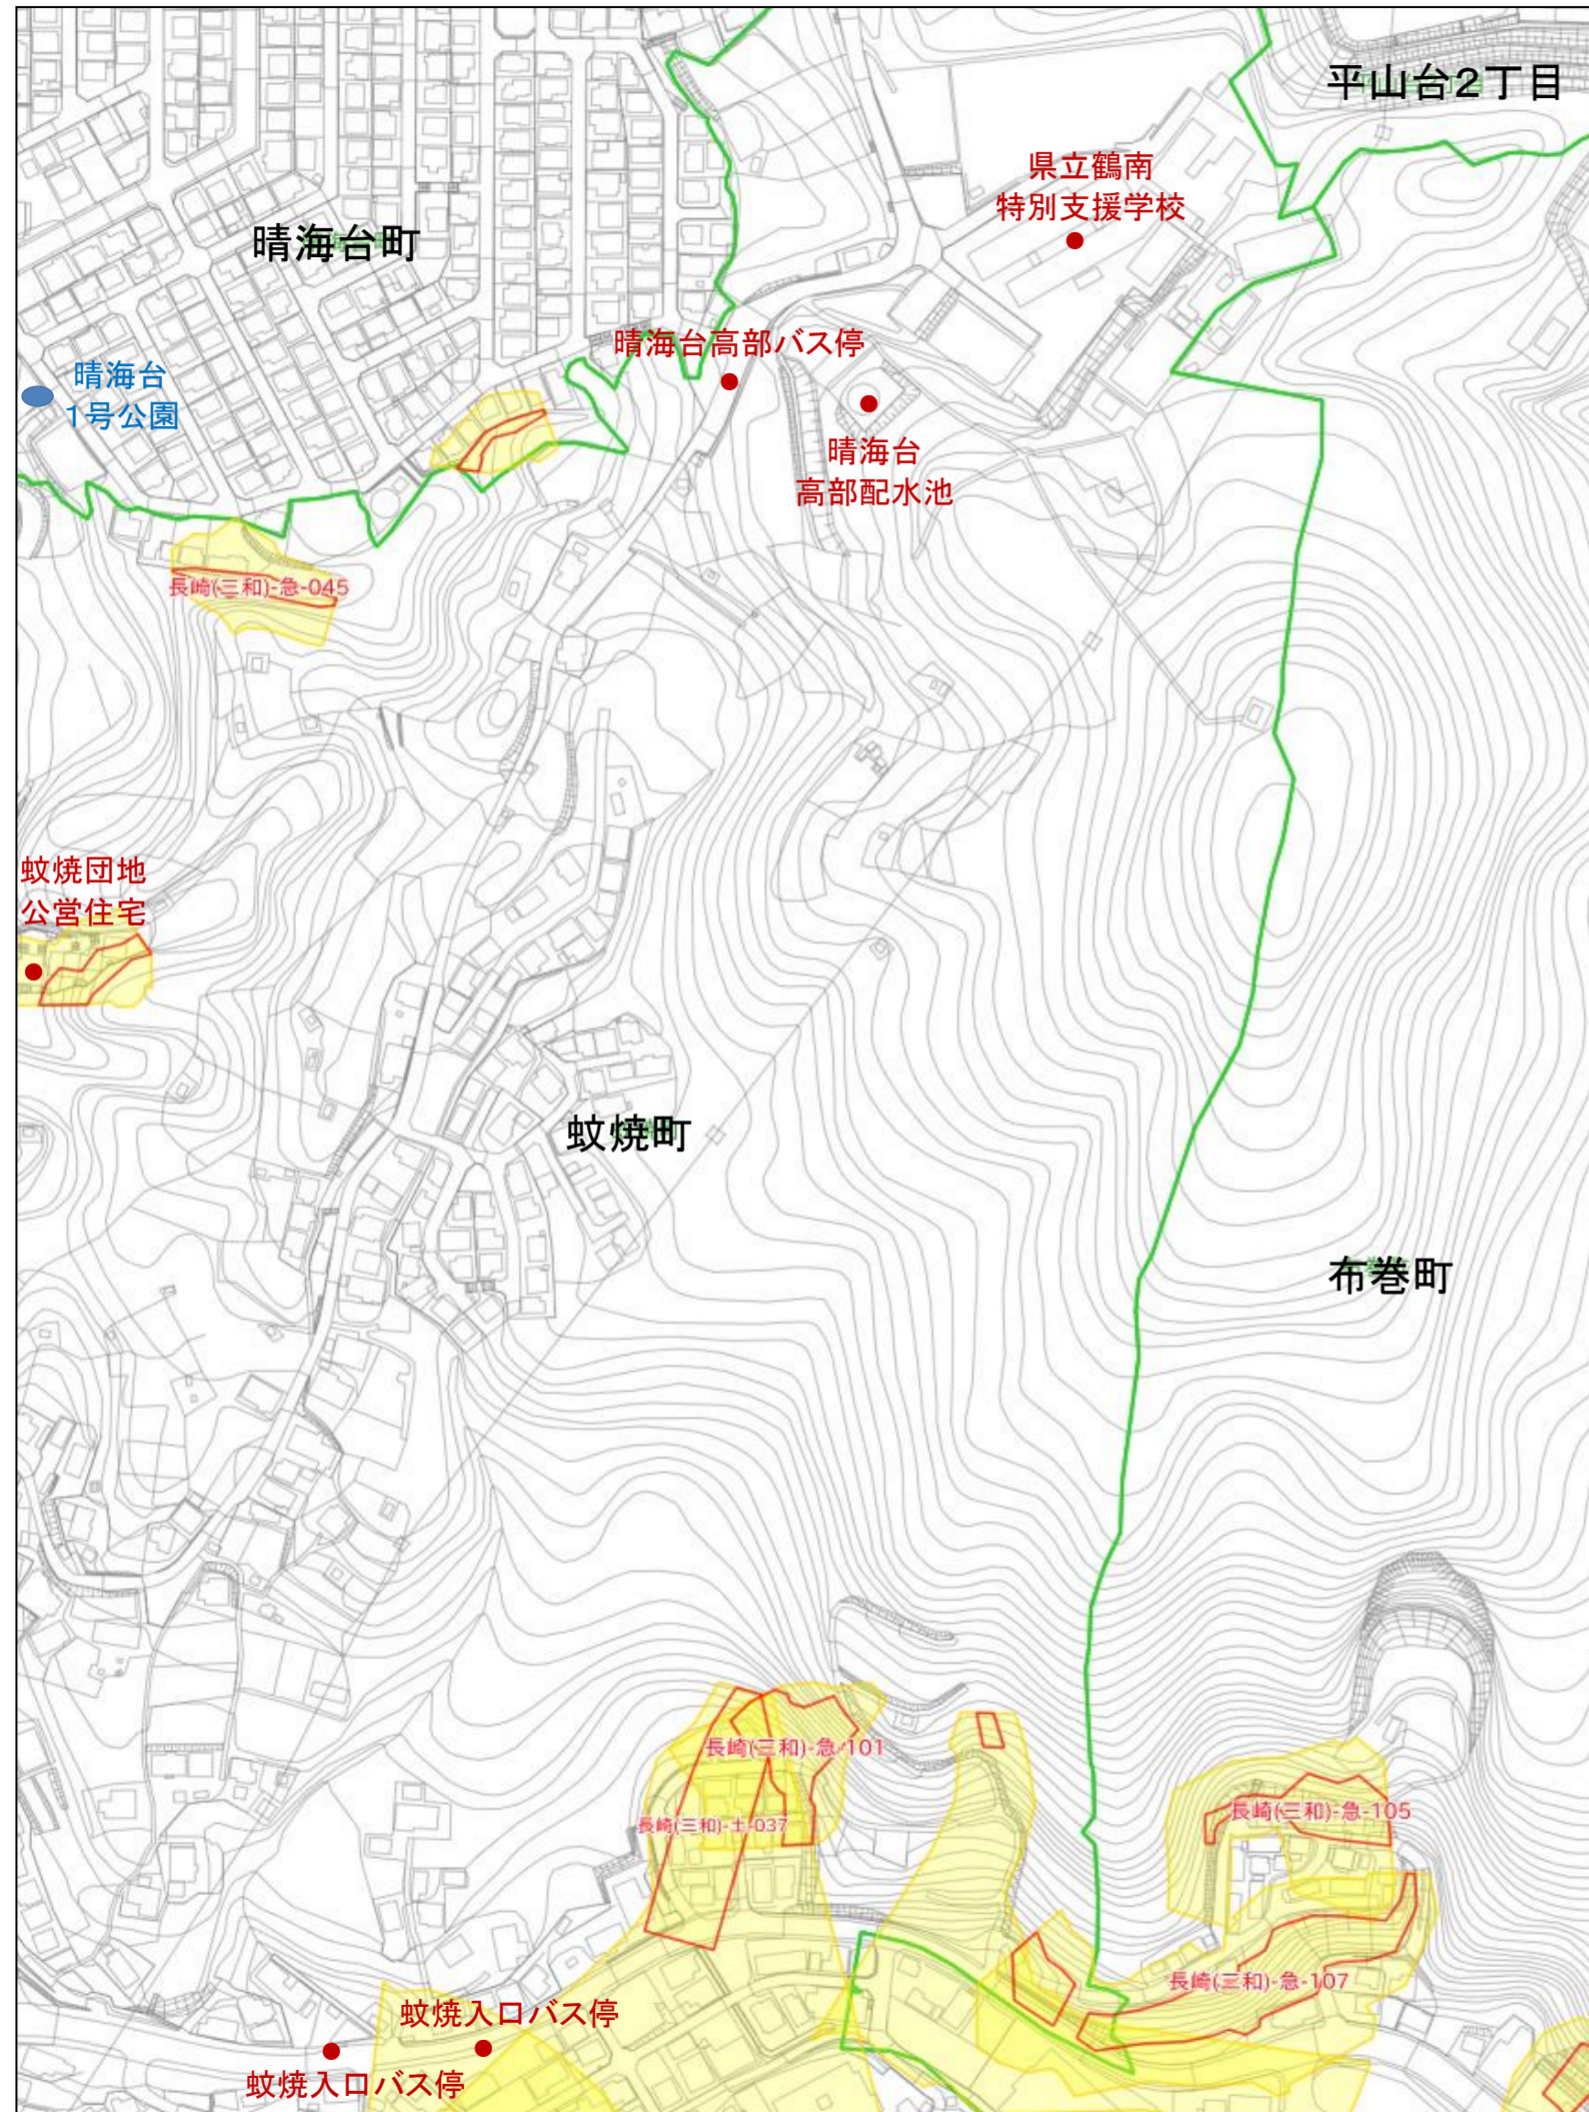 平山台2丁目
県立鶴南
特別支援学校
晴海台町
晴海台高部バス停
晴海台
1号公園
晴海台
高部配水池
長崎(三和)-急-045
蚊焼団地
公営住宅
蚊焼町
布巻町
長崎(三和)-急-101
長崎(三和)-土-037
長崎(三和)-急-105
長崎(三和)-急-107
蚊焼入口バス停
蚊焼入口バス停